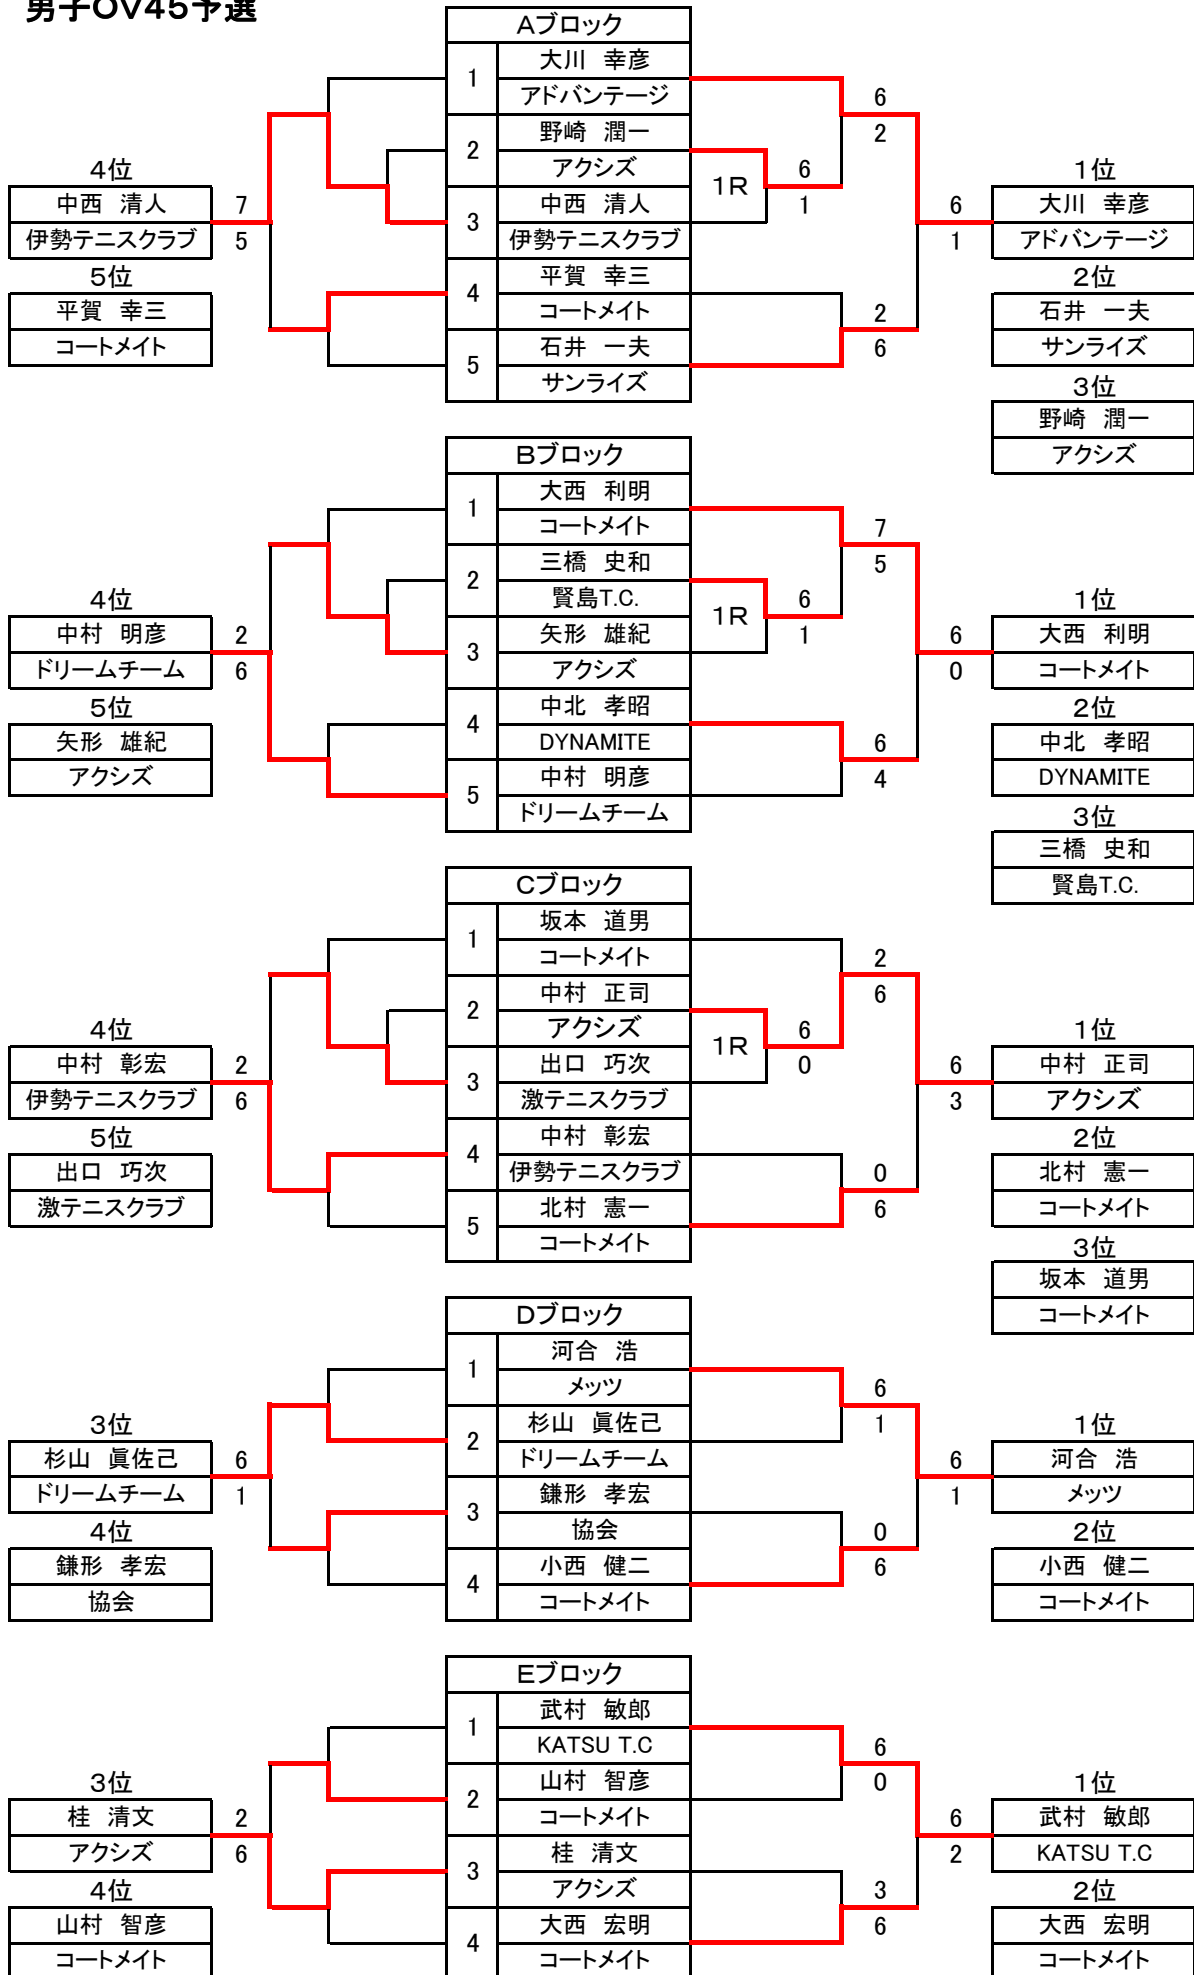 男子OV45予選
Aブロック
1 大川 幸彦
アドバンテージ
2 野崎 潤一
アクシズ
3 中西 清人
伊勢テニスクラブ
4 平賀 幸三
コートメイト
5 石井 一夫
サンライズ
1R 6
1
6
2
2
6
6
1
4位
中西 清人 7
伊勢テニスクラブ 5
5位
平賀 幸三
コートメイト
1位
大川 幸彦
アドバンテージ
2位
石井 一夫
サンライズ
3位
野崎 潤一
アクシズ
Bブロック
1 大西 利明
コートメイト
2 三橋 史和
賢島T.C.
3 矢形 雄紀
アクシズ
4 中北 孝昭
DYNAMITE
5 中村 明彦
ドリームチーム
1R 6
1
7
5
6
4
6
0
4位
中村 明彦 2
ドリームチーム 6
5位
矢形 雄紀
アクシズ
1位
大西 利明
コートメイト
2位
中北 孝昭
DYNAMITE
3位
三橋 史和
賢島T.C.
Cブロック
1 坂本 道男
コートメイト
2 中村 正司
アクシズ
3 出口 巧次
激テニスクラブ
4 中村 彰宏
伊勢テニスクラブ
5 北村 憲一
コートメイト
1R 6
0
2
6
0
6
6
3
4位
中村 彰宏 2
伊勢テニスクラブ 6
5位
出口 巧次
激テニスクラブ
1位
中村 正司
アクシズ
2位
北村 憲一
コートメイト
3位
坂本 道男
コートメイト
Dブロック
1 河合 浩
メッツ
2 杉山 眞佐己
ドリームチーム
3 鎌形 孝宏
協会
4 小西 健二
コートメイト
6
1
0
6
6
1
3位
杉山 眞佐己 6
ドリームチーム 1
4位
鎌形 孝宏
協会
1位
河合 浩
メッツ
2位
小西 健二
コートメイト
Eブロック
1 武村 敏郎
KATSU T.C
2 山村 智彦
コートメイト
3 桂 清文
アクシズ
4 大西 宏明
コートメイト
6
0
3
6
6
2
3位
桂 清文 2
アクシズ 6
4位
山村 智彦
コートメイト
1位
武村 敏郎
KATSU T.C
2位
大西 宏明
コートメイト